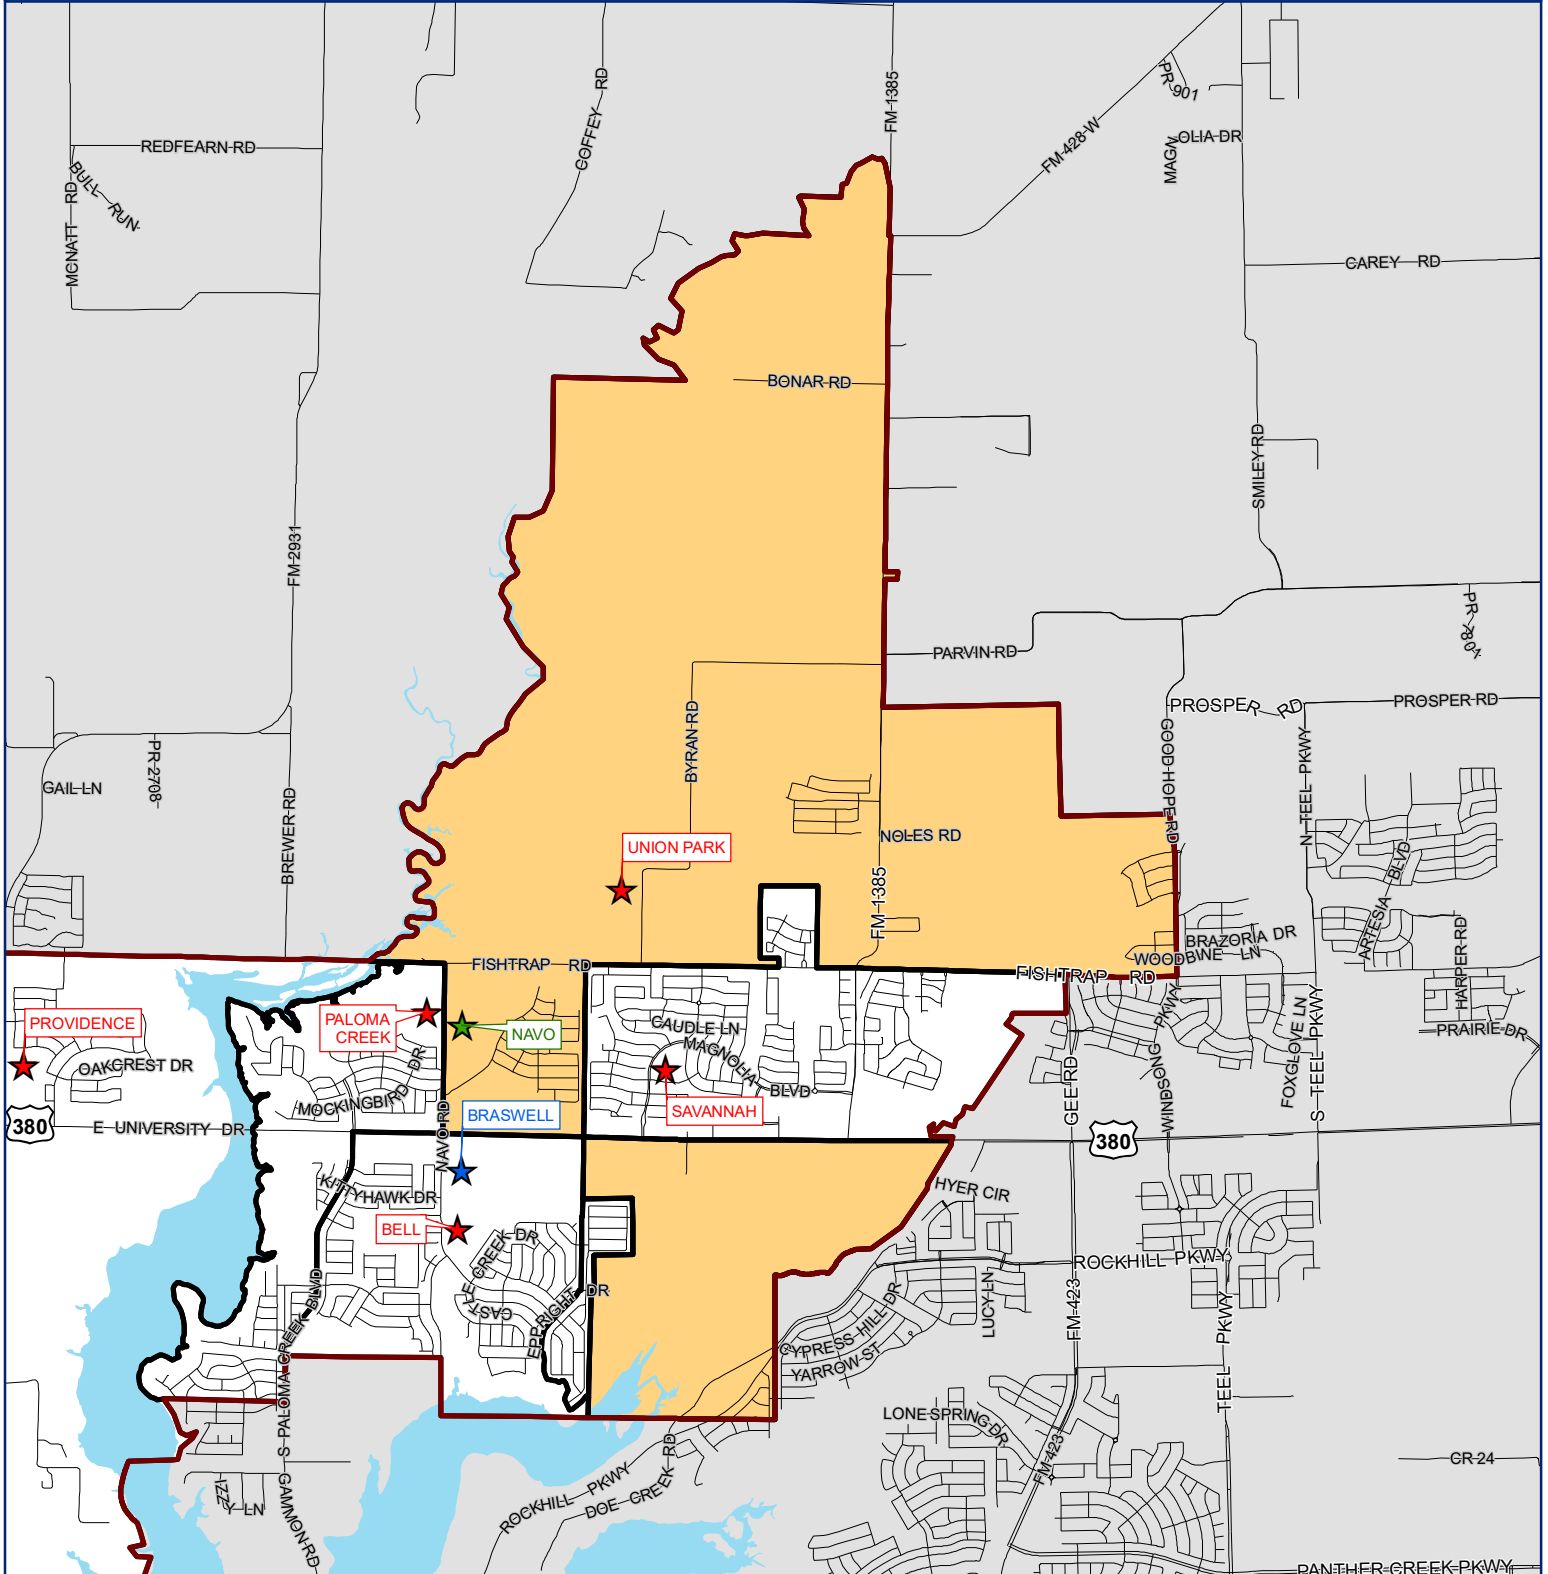 FM 1385
COFFEY RD
PR 901
FM 428 W
OLIA DR
MAGN
REDFEARN RD
BULL RUN
MCNATT RD
CAREY RD
BONAR RD
SMILEY RD
FM 2931
PR 7801
PARVIN RD
PROSPER RD
PROSPER RD
GOOD HOPE RD
N TEEL PKWY
BYRAN RD
PR 2708
GAIL LN
BREWER RD
NOLES RD
UNION PARK
FM 1385
ARTESIA BLVD
HARPER RD
BRAZORIA DR
WOODBINE LN
FISHTRAP RD
FISHTRAP RD
PROVIDENCE
PALOMA
CREEK
NAVO
CAUDLE LN
MAGNOLIA BLVD
WINDSONG PKWY
FOXGLOVE LN
S TEEL PKWY
PRAIRIE DR
OAKCREST DR
MOCKINGBIRD DR
GEE RD
BRASWELL
SAVANNAH
380
E UNIVERSITY DR
NAVO RD
380
KITTYHAWK DR
HYER CIR
BELL
CASTLE CREEK DR
ROCKHILL PKWY
EPPRIGHT DR
S PALOMA CREEK BLVD
LUCY LN
FM 423
TEEL PKWY
CYPRESS HILL DR
YARROW ST
LONESPRING DR
FM 423
CR 24
IZZY LN
GAMMON RD
ROCKHILL PKWY
DOE CREEK RD
PANTHER CREEK PKWY